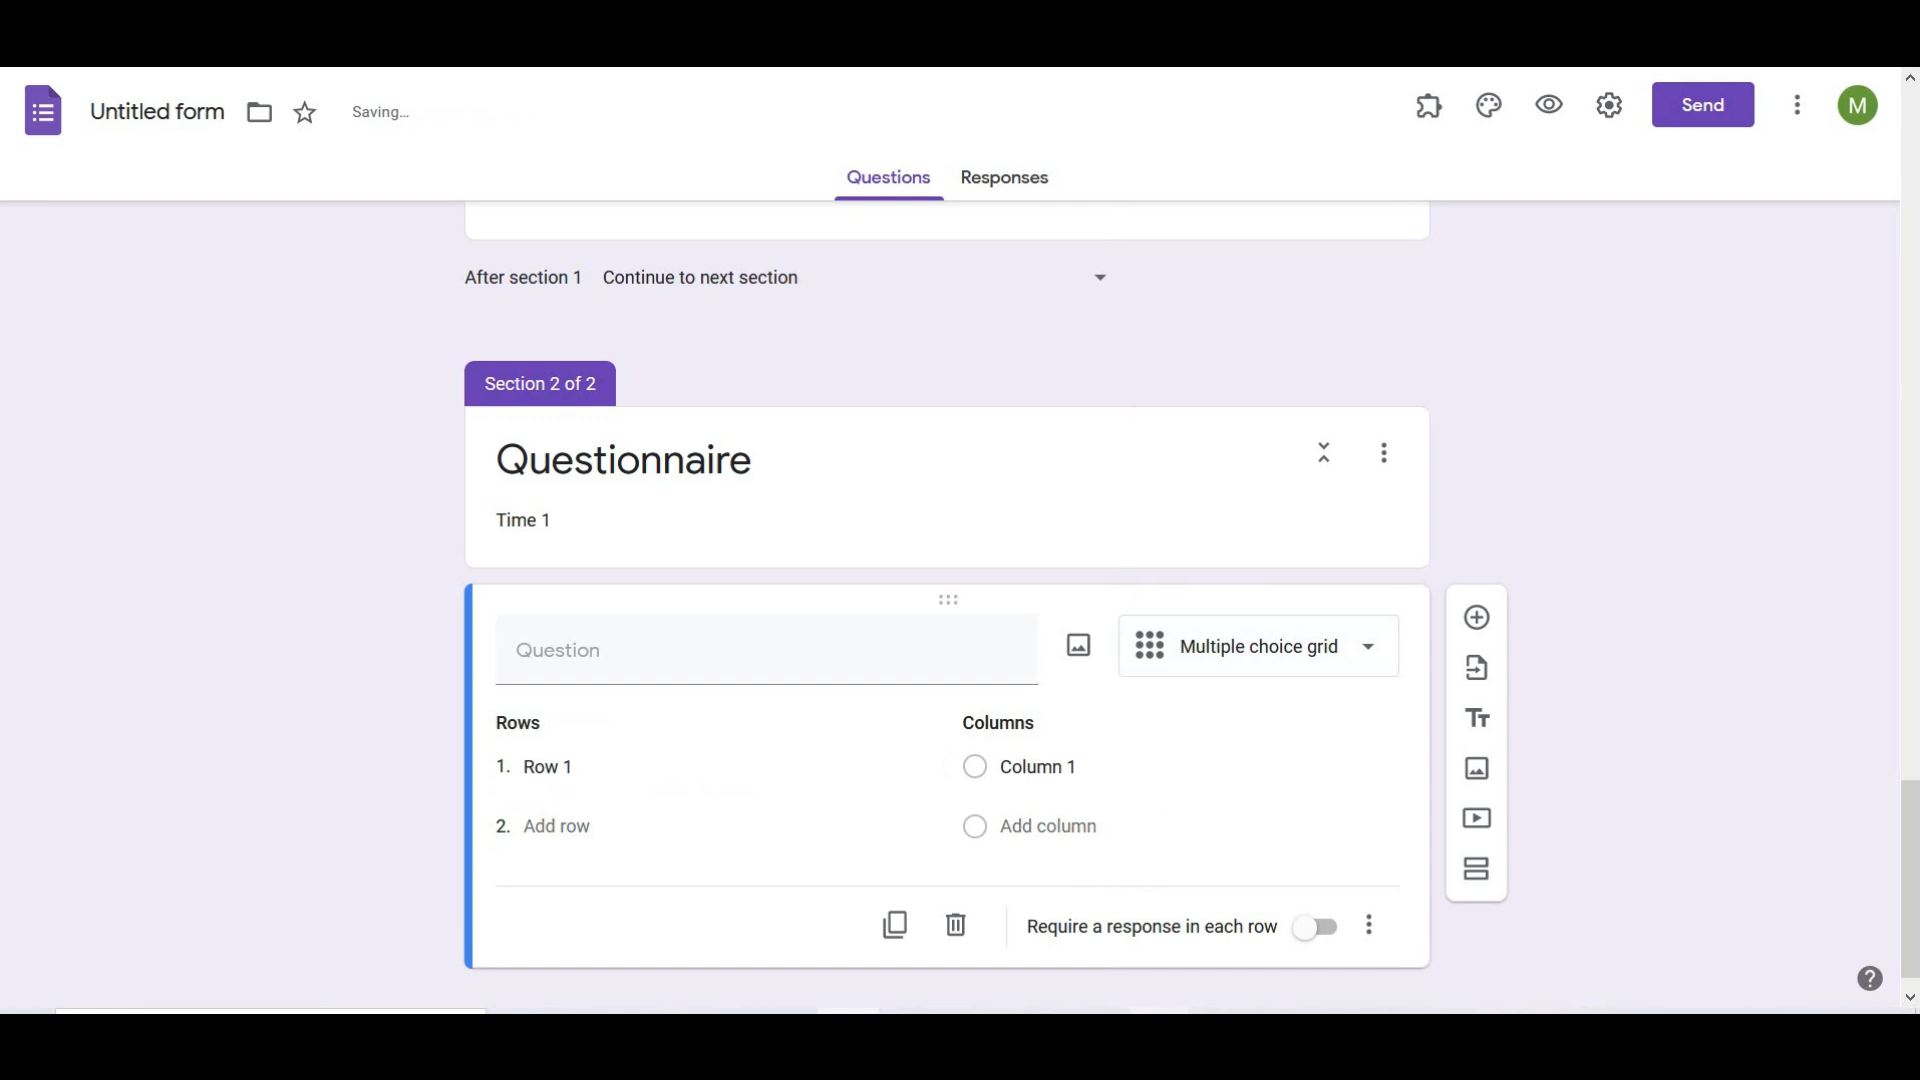 Untitled form
Saving...
Send
M
Questions
Responses
After section 1
Continue to next section
Section 2 of 2
Questionnaire
Time 1
Question
Multiple choice grid
Rows
Columns
1. Row 1
Column 1
2. Add row
Add column
Require a response in each row